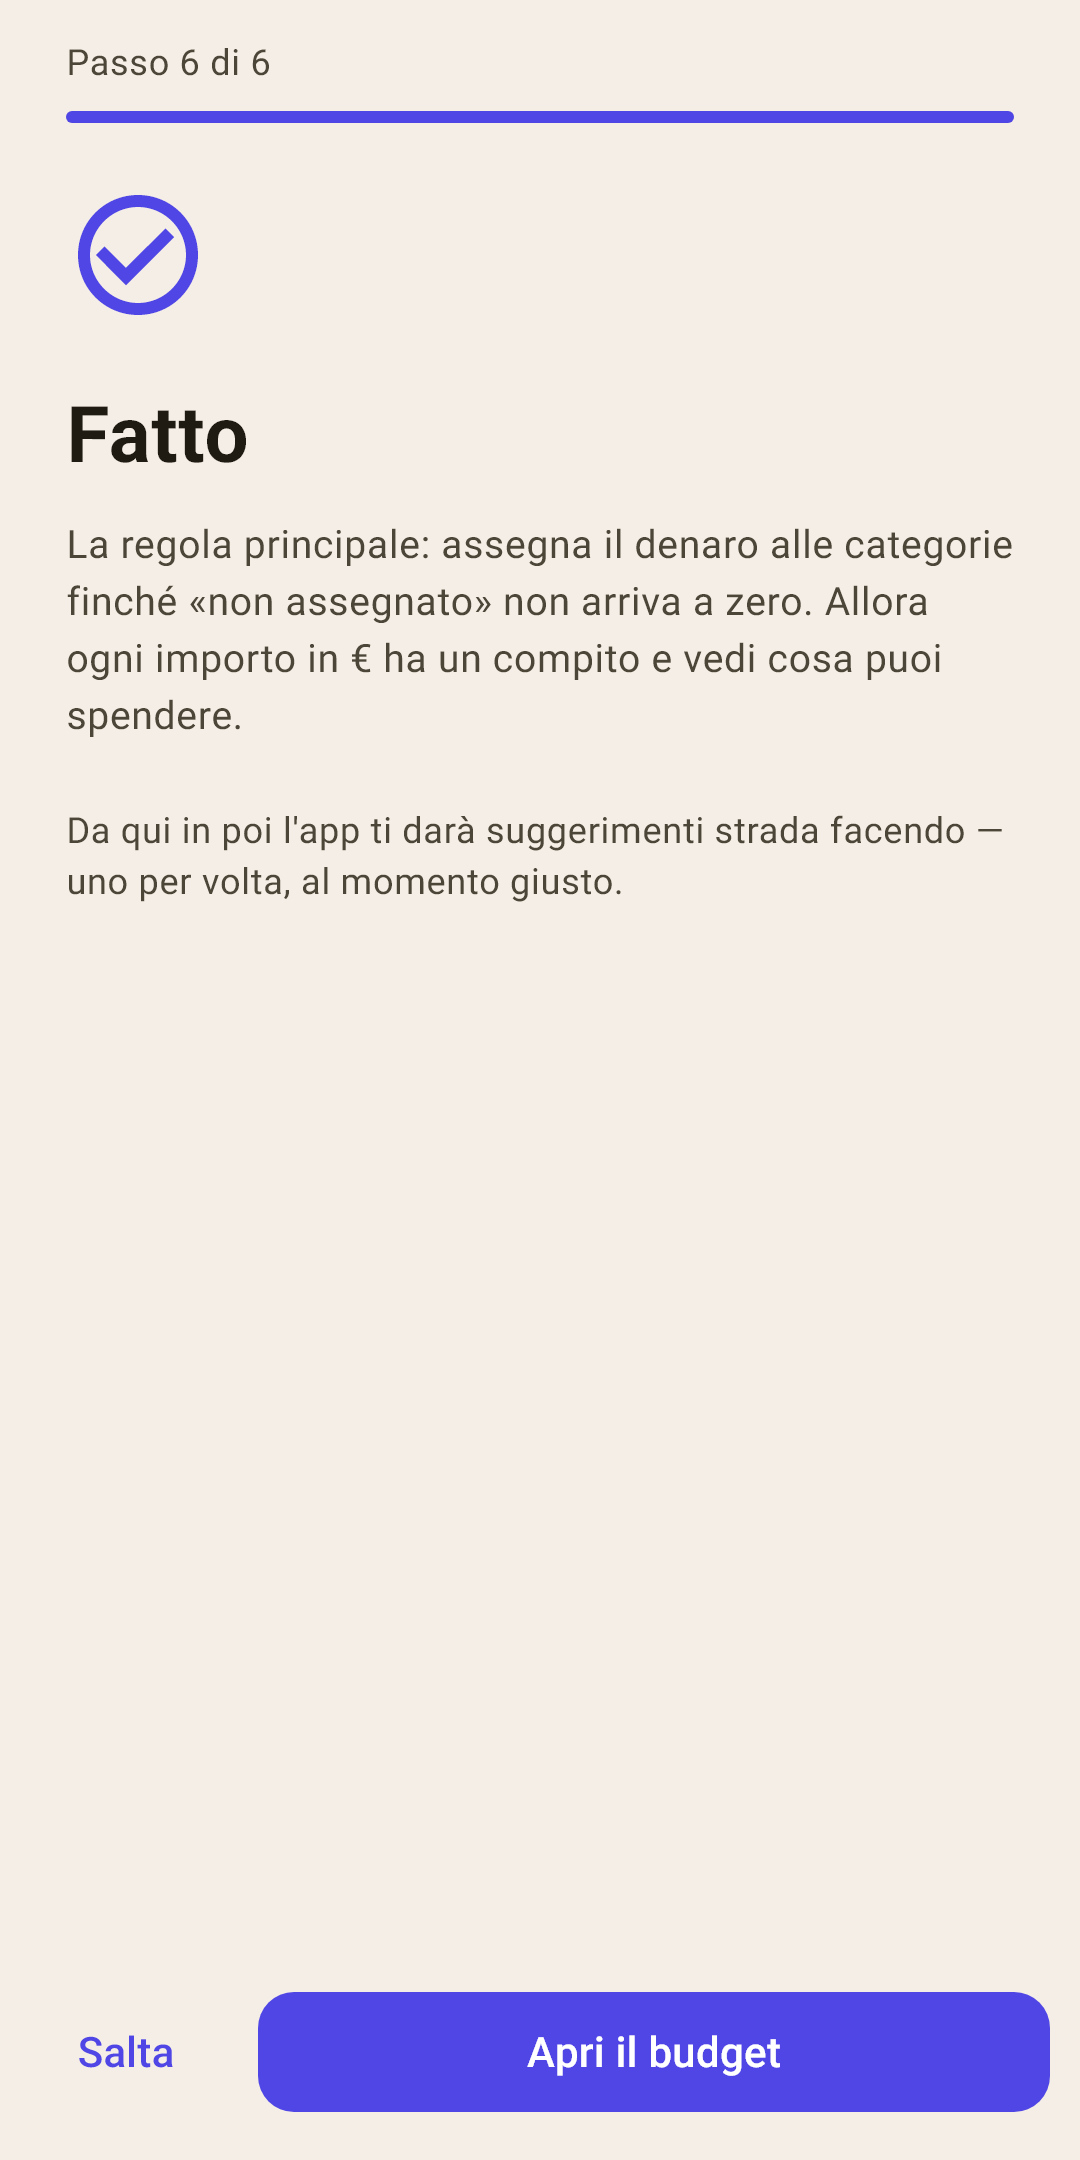 Passo 6 di 6
Fatto
La regola principale: assegna il denaro alle categorie
finché «non assegnato» non arriva a zero. Allora
ogni importo in € ha un compito e vedi cosa puoi
spendere.
Da qui in poi l'app ti darà suggerimenti strada facendo —
uno per volta, al momento giusto.
Salta
Apri il budget